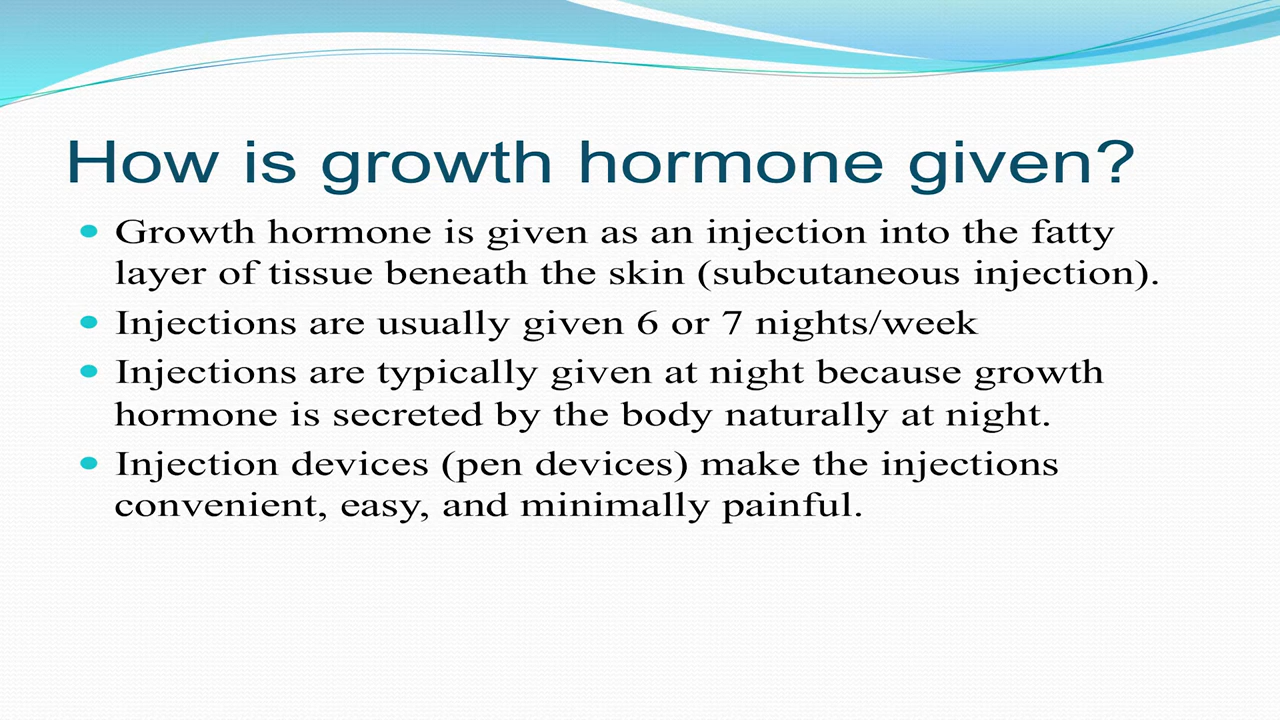 How is growth hormone given?
• Growth hormone is given as an injection into the fatty
layer of tissue beneath the skin (subcutaneous injection).
• Injections are usually given 6 or 7 nights/week
• Injections are typically given at night because growth
hormone is secreted by the body naturally at night.
• Injection devices (pen devices) make the injections
convenient, easy, and minimally painful.